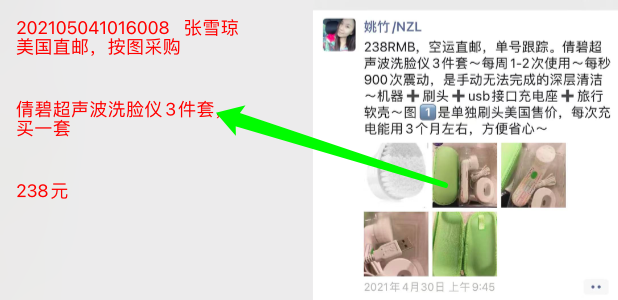 202105041016008 张雪琼
美国直邮，按图采购
倩碧超声波洗脸仪3件套，
买一套
238元
姚竹/NZL
238RMB，空运直邮，单号跟踪。倩碧超
声波洗脸仪3件套～每周1-2次使用～每秒
900次震动，是手动无法完成的深层清洁
～机器➕刷头➕usb接口充电座➕旅行
软壳～图1️⃣是单独刷头美国售价，每次充
电能用3个月左右，方便省心～
2021年4月30日 上午9:45